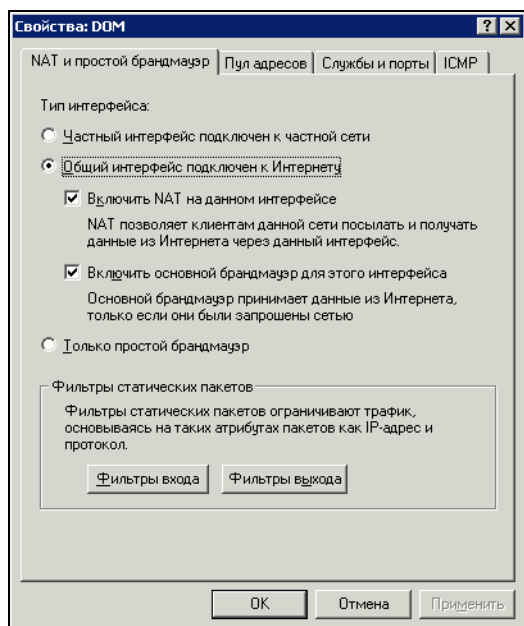 Свойства: DOM
NAT и простой брандмауэр
Пул адресов
Службы и порты
ICMP
Тип интерфейса:
Частный интерфейс подключен к частной сети
Общий интерфейс подключен к Интернету
Включить NAT на данном интерфейсе
NAT позволяет клиентам данной сети посылать и получать
данные из Интернета через данный интерфейс.
Включить основной брандмауэр для этого интерфейса
Основной брандмауэр принимает данные из Интернета,
только если они были запрошены сетью
Только простой брандмауэр
Фильтры статических пакетов
Фильтры статических пакетов ограничивают трафик,
основываясь на таких атрибутах пакетов как IP-адрес и
протокол.
Фильтры входа
Фильтры выхода
OK
Отмена
Применить